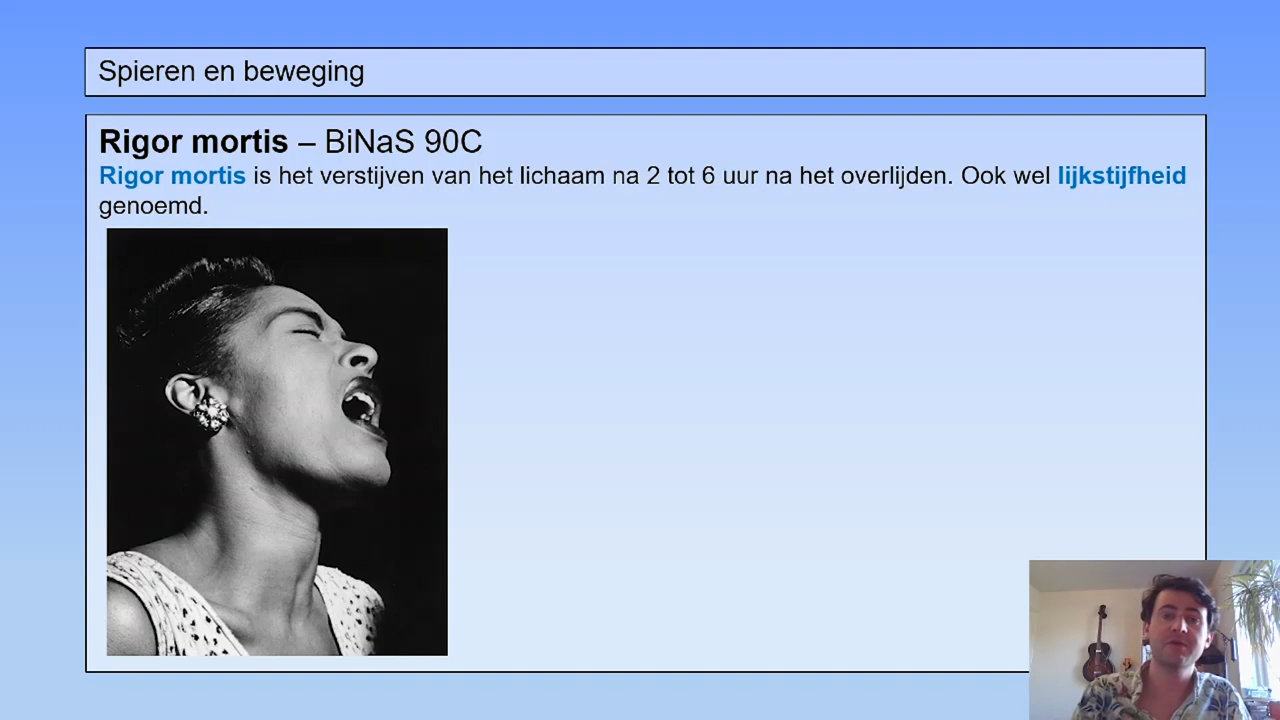 Spieren en beweging
Rigor mortis – BiNaS 90C
Rigor mortis is het verstijven van het lichaam na 2 tot 6 uur na het overlijden. Ook wel lijkstijfheid
genoemd.